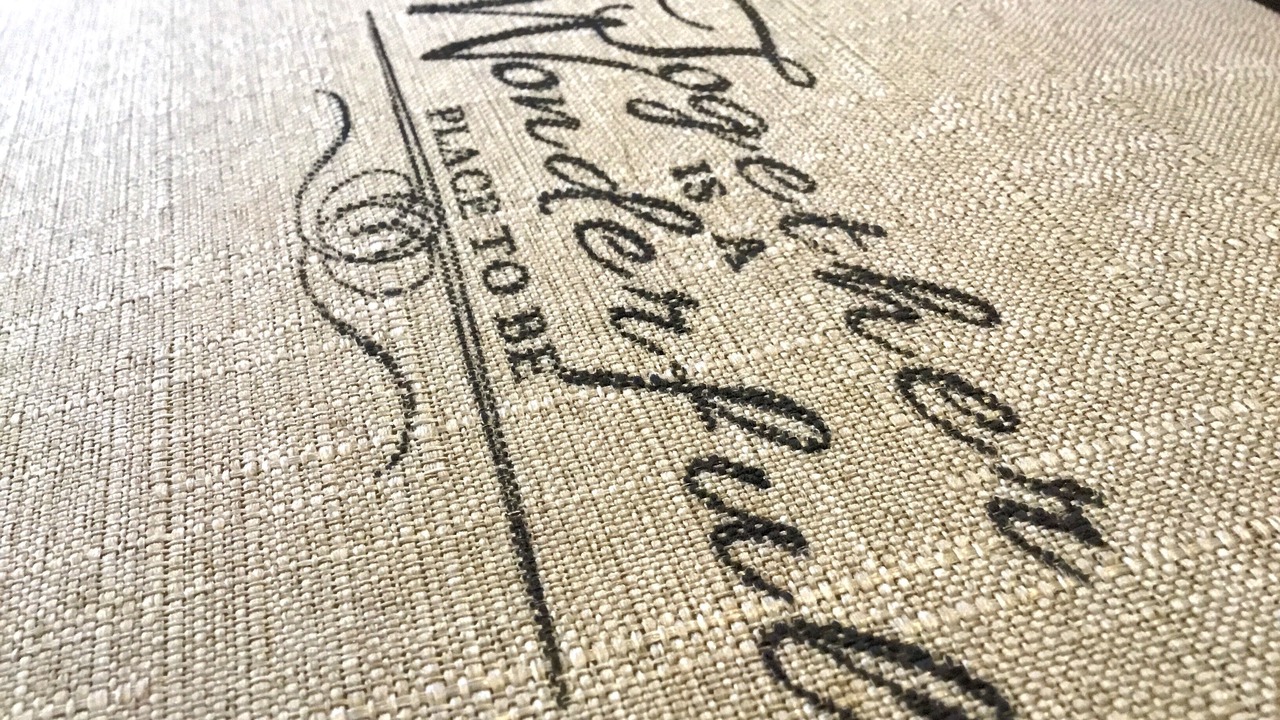 Together
IS A
Wonderful
PLACE TO BE